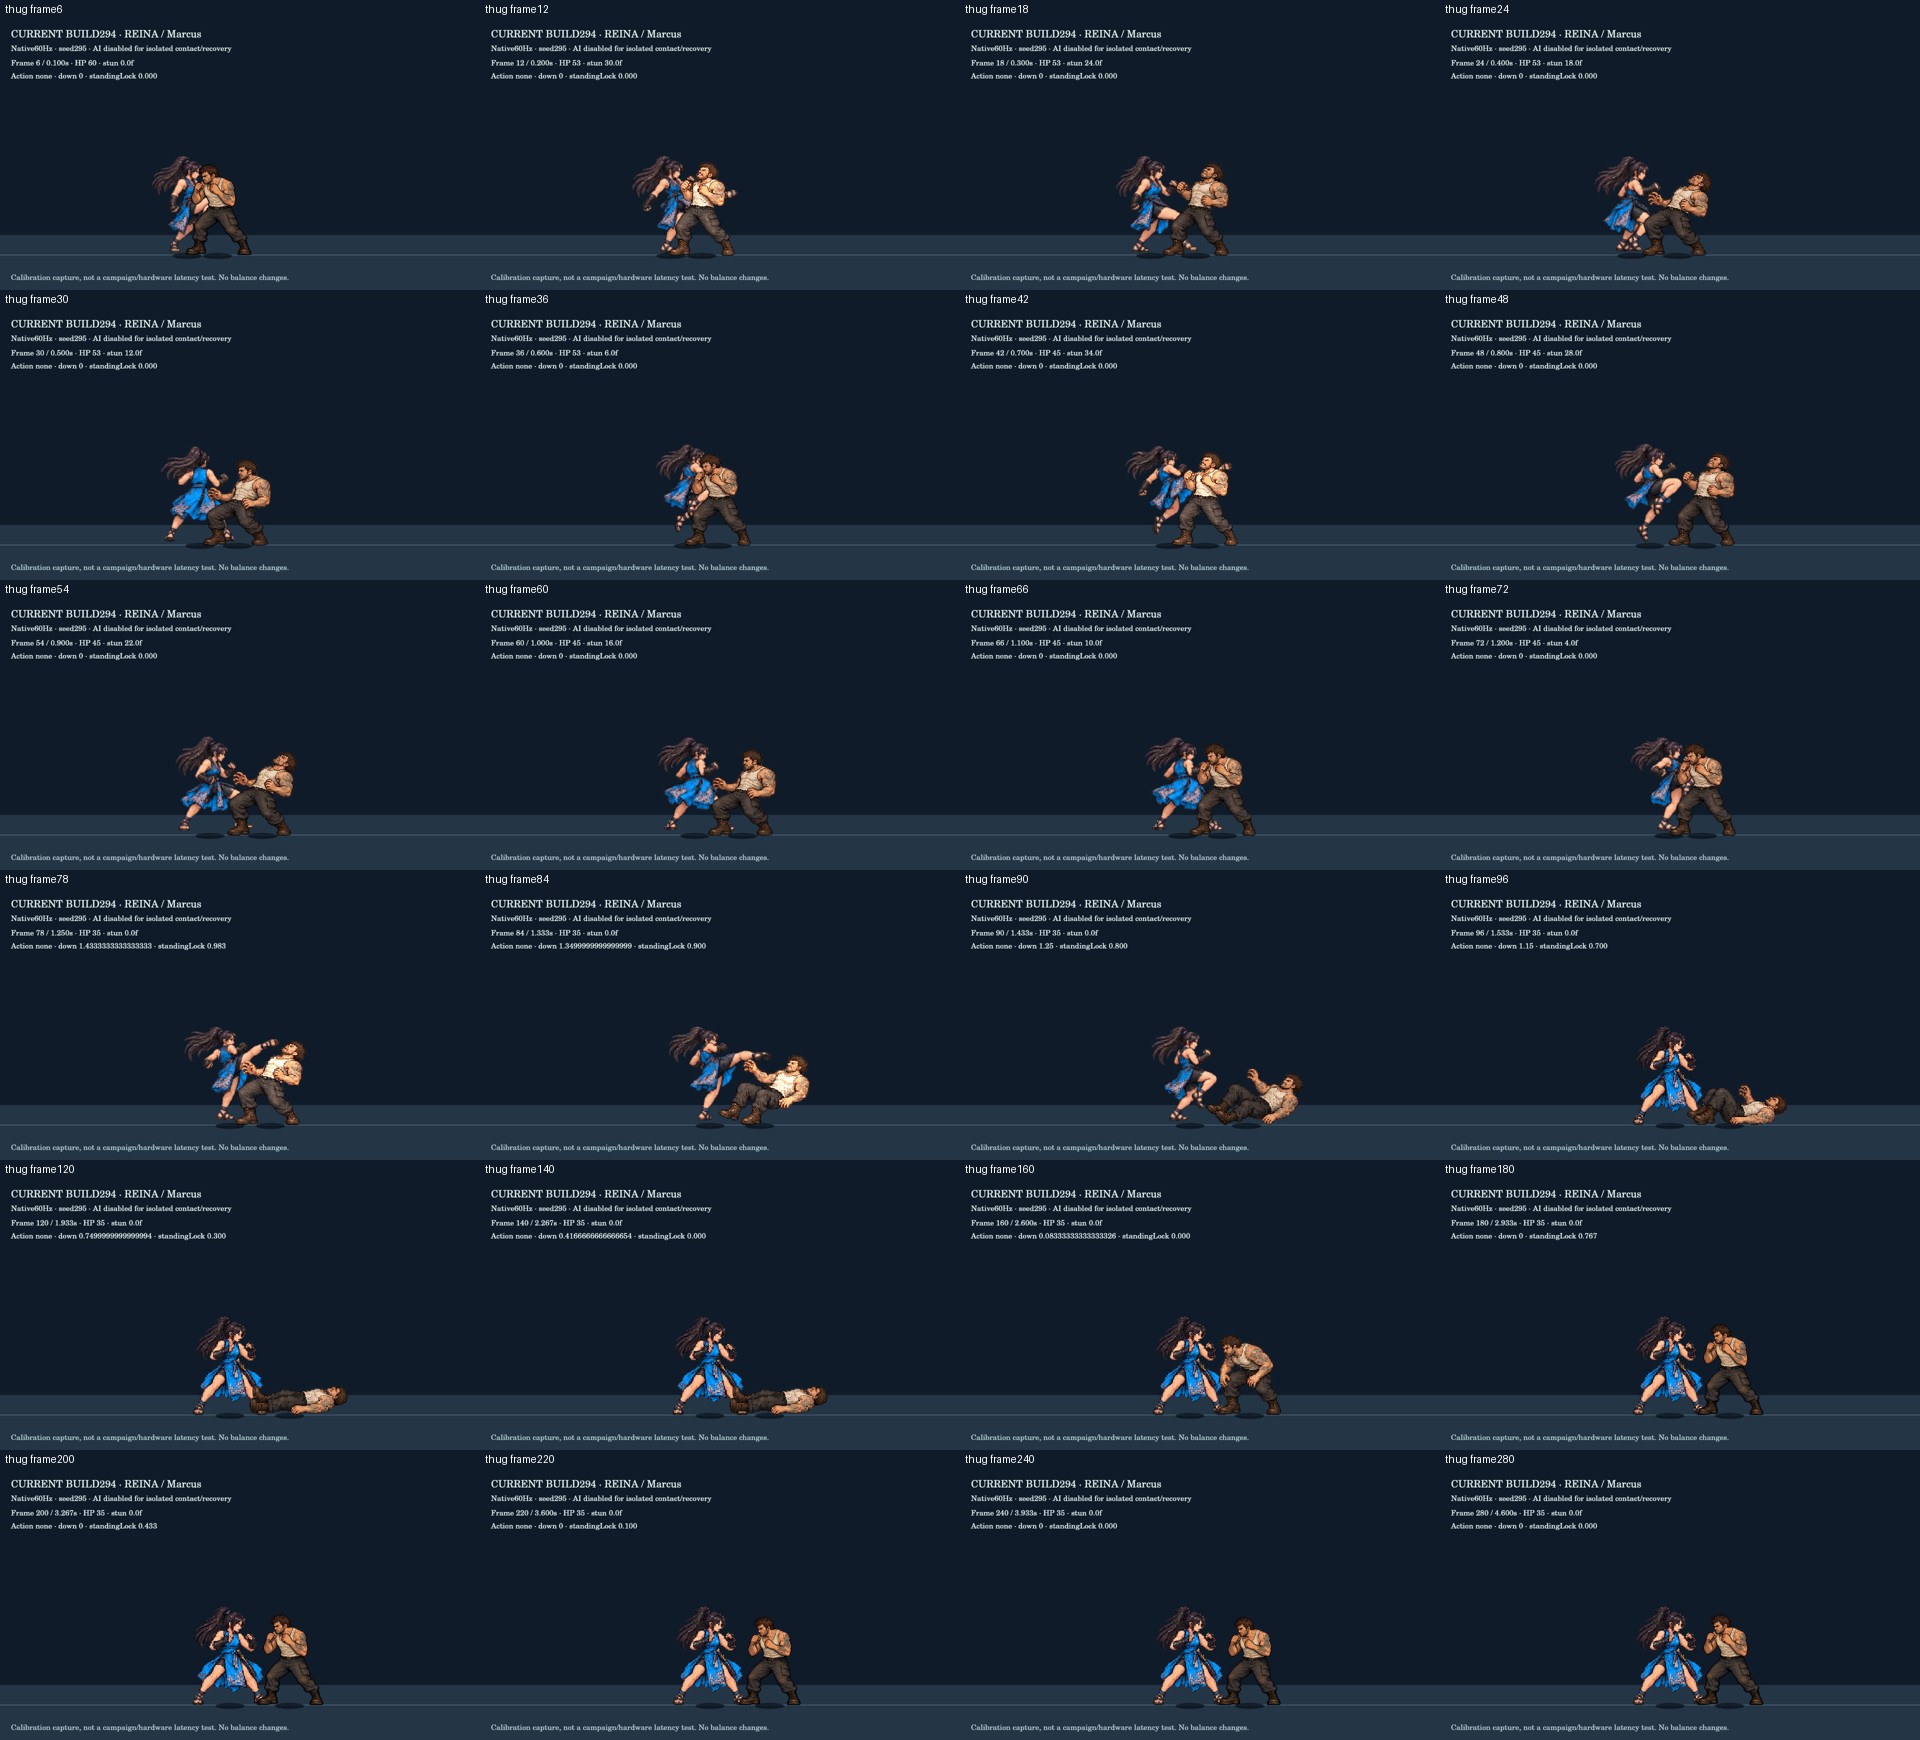 thug frame6
CURRENT BUILD294 · REINA / Marcus
Native60Hz · seed295 · AI disabled for isolated contact/recovery
Frame 6 / 0.100s · HP 60 · stun 0.0f
Action none · down 0 · standingLock 0.000
Calibration capture, not a campaign/hardware latency test. No balance changes.
thug frame12
CURRENT BUILD294 · REINA / Marcus
Native60Hz · seed295 · AI disabled for isolated contact/recovery
Frame 12 / 0.200s · HP 53 · stun 30.0f
Action none · down 0 · standingLock 0.000
Calibration capture, not a campaign/hardware latency test. No balance changes.
thug frame18
CURRENT BUILD294 · REINA / Marcus
Native60Hz · seed295 · AI disabled for isolated contact/recovery
Frame 18 / 0.300s · HP 53 · stun 24.0f
Action none · down 0 · standingLock 0.000
Calibration capture, not a campaign/hardware latency test. No balance changes.
thug frame24
CURRENT BUILD294 · REINA / Marcus
Native60Hz · seed295 · AI disabled for isolated contact/recovery
Frame 24 / 0.400s · HP 53 · stun 18.0f
Action none · down 0 · standingLock 0.000
Calibration capture, not a campaign/hardware latency test. No balance changes.
thug frame30
CURRENT BUILD294 · REINA / Marcus
Native60Hz · seed295 · AI disabled for isolated contact/recovery
Frame 30 / 0.500s · HP 53 · stun 12.0f
Action none · down 0 · standingLock 0.000
Calibration capture, not a campaign/hardware latency test. No balance changes.
thug frame36
CURRENT BUILD294 · REINA / Marcus
Native60Hz · seed295 · AI disabled for isolated contact/recovery
Frame 36 / 0.600s · HP 53 · stun 6.0f
Action none · down 0 · standingLock 0.000
Calibration capture, not a campaign/hardware latency test. No balance changes.
thug frame42
CURRENT BUILD294 · REINA / Marcus
Native60Hz · seed295 · AI disabled for isolated contact/recovery
Frame 42 / 0.700s · HP 45 · stun 34.0f
Action none · down 0 · standingLock 0.000
Calibration capture, not a campaign/hardware latency test. No balance changes.
thug frame48
CURRENT BUILD294 · REINA / Marcus
Native60Hz · seed295 · AI disabled for isolated contact/recovery
Frame 48 / 0.800s · HP 45 · stun 28.0f
Action none · down 0 · standingLock 0.000
Calibration capture, not a campaign/hardware latency test. No balance changes.
thug frame54
CURRENT BUILD294 · REINA / Marcus
Native60Hz · seed295 · AI disabled for isolated contact/recovery
Frame 54 / 0.900s · HP 45 · stun 22.0f
Action none · down 0 · standingLock 0.000
Calibration capture, not a campaign/hardware latency test. No balance changes.
thug frame60
CURRENT BUILD294 · REINA / Marcus
Native60Hz · seed295 · AI disabled for isolated contact/recovery
Frame 60 / 1.000s · HP 45 · stun 16.0f
Action none · down 0 · standingLock 0.000
Calibration capture, not a campaign/hardware latency test. No balance changes.
thug frame66
CURRENT BUILD294 · REINA / Marcus
Native60Hz · seed295 · AI disabled for isolated contact/recovery
Frame 66 / 1.100s · HP 45 · stun 10.0f
Action none · down 0 · standingLock 0.000
Calibration capture, not a campaign/hardware latency test. No balance changes.
thug frame72
CURRENT BUILD294 · REINA / Marcus
Native60Hz · seed295 · AI disabled for isolated contact/recovery
Frame 72 / 1.200s · HP 45 · stun 4.0f
Action none · down 0 · standingLock 0.000
Calibration capture, not a campaign/hardware latency test. No balance changes.
thug frame78
CURRENT BUILD294 · REINA / Marcus
Native60Hz · seed295 · AI disabled for isolated contact/recovery
Frame 78 / 1.250s · HP 35 · stun 0.0f
Action none · down 1.4333333333333333 · standingLock 0.983
Calibration capture, not a campaign/hardware latency test. No balance changes.
thug frame84
CURRENT BUILD294 · REINA / Marcus
Native60Hz · seed295 · AI disabled for isolated contact/recovery
Frame 84 / 1.333s · HP 35 · stun 0.0f
Action none · down 1.3499999999999999 · standingLock 0.900
Calibration capture, not a campaign/hardware latency test. No balance changes.
thug frame90
CURRENT BUILD294 · REINA / Marcus
Native60Hz · seed295 · AI disabled for isolated contact/recovery
Frame 90 / 1.433s · HP 35 · stun 0.0f
Action none · down 1.25 · standingLock 0.800
Calibration capture, not a campaign/hardware latency test. No balance changes.
thug frame96
CURRENT BUILD294 · REINA / Marcus
Native60Hz · seed295 · AI disabled for isolated contact/recovery
Frame 96 / 1.533s · HP 35 · stun 0.0f
Action none · down 1.15 · standingLock 0.700
Calibration capture, not a campaign/hardware latency test. No balance changes.
thug frame120
CURRENT BUILD294 · REINA / Marcus
Native60Hz · seed295 · AI disabled for isolated contact/recovery
Frame 120 / 1.933s · HP 35 · stun 0.0f
Action none · down 0.7499999999999994 · standingLock 0.300
Calibration capture, not a campaign/hardware latency test. No balance changes.
thug frame140
CURRENT BUILD294 · REINA / Marcus
Native60Hz · seed295 · AI disabled for isolated contact/recovery
Frame 140 / 2.267s · HP 35 · stun 0.0f
Action none · down 0.4166666666666654 · standingLock 0.000
Calibration capture, not a campaign/hardware latency test. No balance changes.
thug frame160
CURRENT BUILD294 · REINA / Marcus
Native60Hz · seed295 · AI disabled for isolated contact/recovery
Frame 160 / 2.600s · HP 35 · stun 0.0f
Action none · down 0.08333333333333326 · standingLock 0.000
Calibration capture, not a campaign/hardware latency test. No balance changes.
thug frame180
CURRENT BUILD294 · REINA / Marcus
Native60Hz · seed295 · AI disabled for isolated contact/recovery
Frame 180 / 2.933s · HP 35 · stun 0.0f
Action none · down 0 · standingLock 0.767
Calibration capture, not a campaign/hardware latency test. No balance changes.
thug frame200
CURRENT BUILD294 · REINA / Marcus
Native60Hz · seed295 · AI disabled for isolated contact/recovery
Frame 200 / 3.267s · HP 35 · stun 0.0f
Action none · down 0 · standingLock 0.433
Calibration capture, not a campaign/hardware latency test. No balance changes.
thug frame220
CURRENT BUILD294 · REINA / Marcus
Native60Hz · seed295 · AI disabled for isolated contact/recovery
Frame 220 / 3.600s · HP 35 · stun 0.0f
Action none · down 0 · standingLock 0.100
Calibration capture, not a campaign/hardware latency test. No balance changes.
thug frame240
CURRENT BUILD294 · REINA / Marcus
Native60Hz · seed295 · AI disabled for isolated contact/recovery
Frame 240 / 3.933s · HP 35 · stun 0.0f
Action none · down 0 · standingLock 0.000
Calibration capture, not a campaign/hardware latency test. No balance changes.
thug frame280
CURRENT BUILD294 · REINA / Marcus
Native60Hz · seed295 · AI disabled for isolated contact/recovery
Frame 280 / 4.600s · HP 35 · stun 0.0f
Action none · down 0 · standingLock 0.000
Calibration capture, not a campaign/hardware latency test. No balance changes.